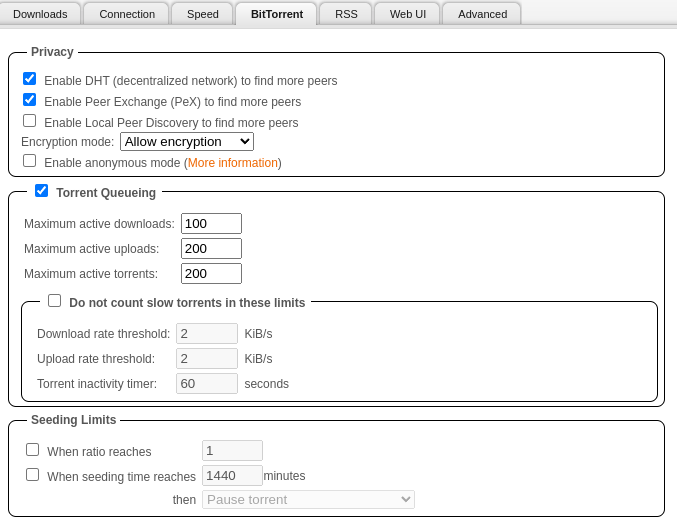 Downloads Connection Speed BitTorrent RSS Web UI Advanced
Privacy
Enable DHT (decentralized network) to find more peers
Enable Peer Exchange (PeX) to find more peers
Enable Local Peer Discovery to find more peers
Encryption mode: Allow encryption
Enable anonymous mode (More information)
Torrent Queueing
Maximum active downloads: 100
Maximum active uploads: 200
Maximum active torrents: 200
Do not count slow torrents in these limits
Download rate threshold: 2 KiB/s
Upload rate threshold: 2 KiB/s
Torrent inactivity timer: 60 seconds
Seeding Limits
When ratio reaches 1
When seeding time reaches 1440 minutes
then Pause torrent